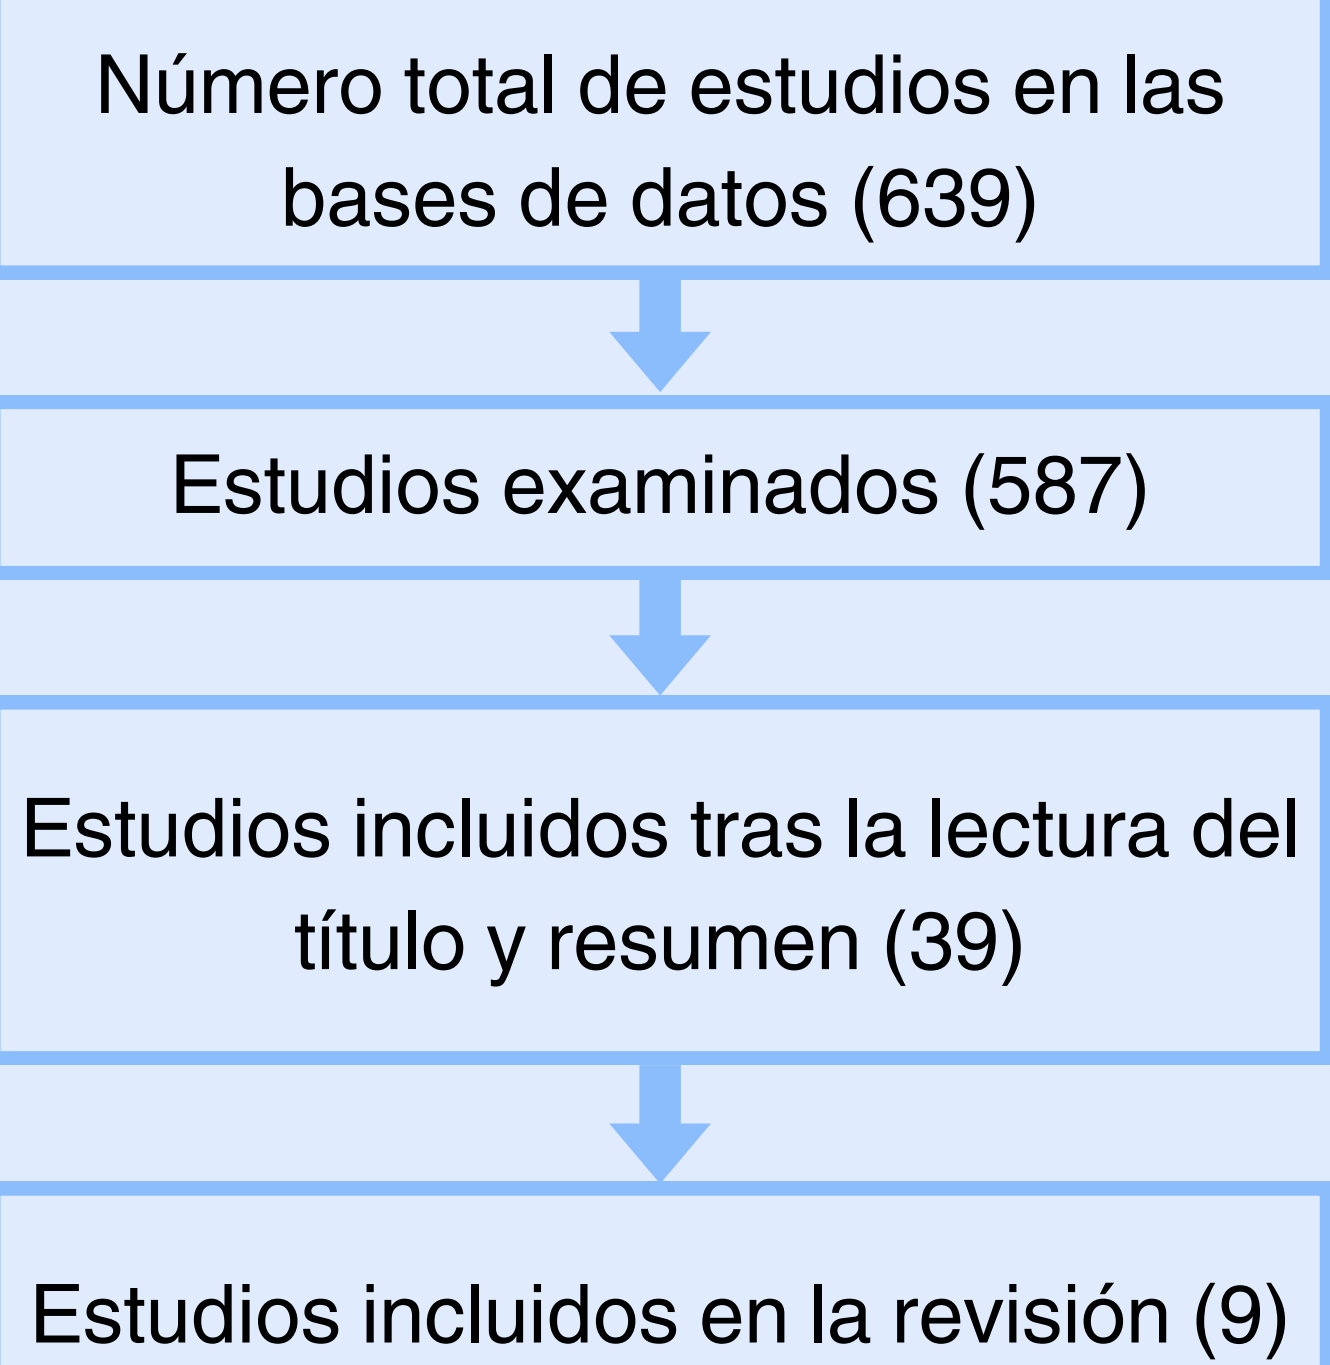 Número total de estudios en las
bases de datos (639)
Estudios examinados (587)
Estudios incluidos tras la lectura del
título y resumen (39)
Estudios incluidos en la revisión (9)